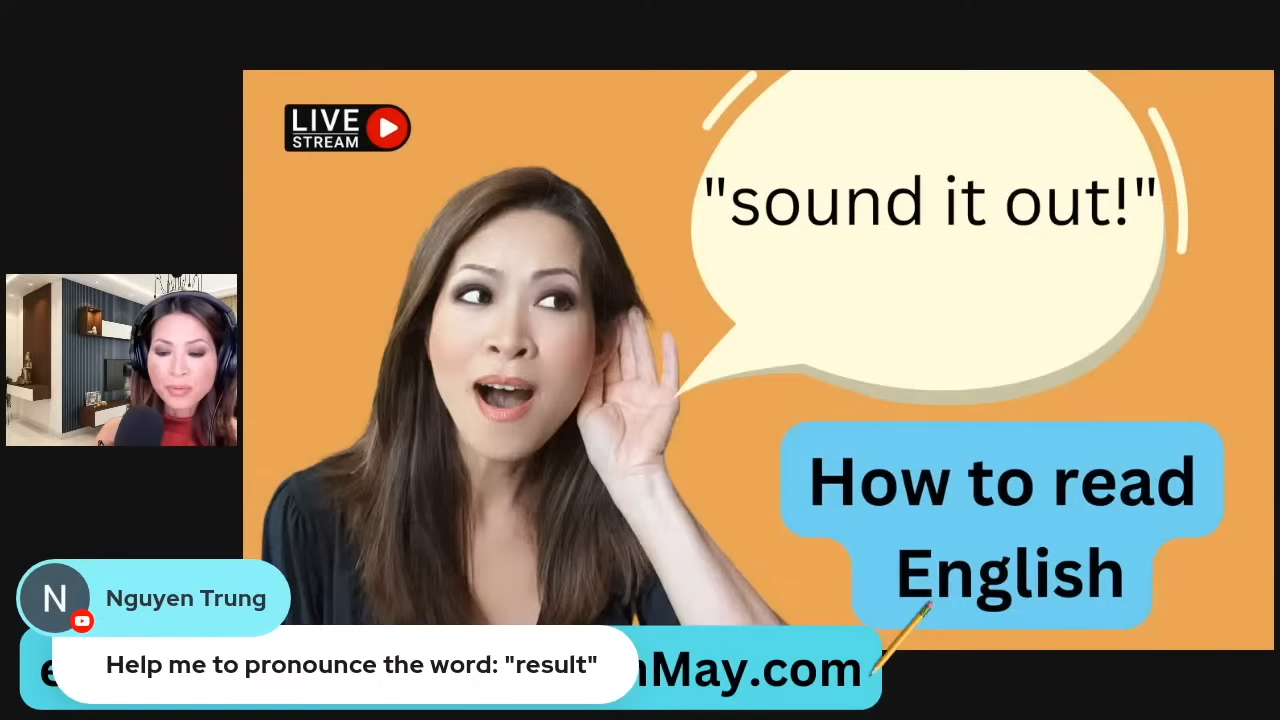 LIVE
STREAM
"sound it out!"
How to read
English
N
Nguyen Trung
Help me to pronounce the word: "result"
May.com